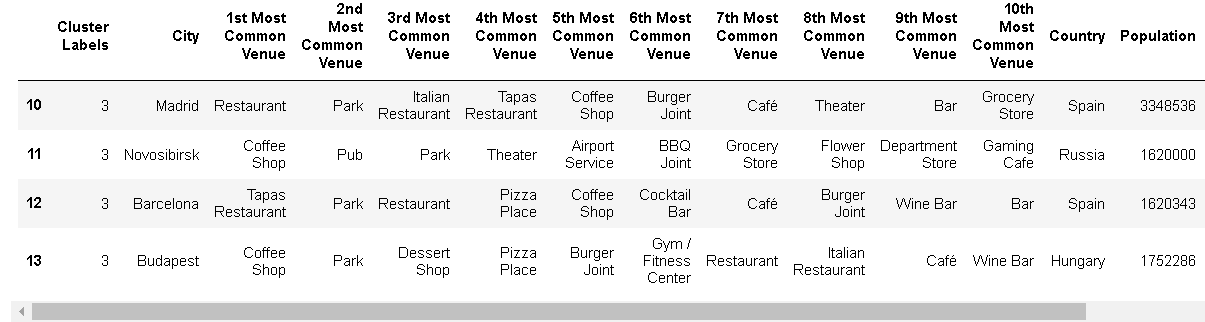 Cluster Labels City 1st Most Common Venue 2nd Most Common Venue 3rd Most Common Venue 4th Most Common Venue 5th Most Common Venue 6th Most Common Venue 7th Most Common Venue 8th Most Common Venue 9th Most Common Venue 10th Most Common Venue Country Population
10 3 Madrid Restaurant Park Italian Restaurant Tapas Restaurant Coffee Shop Burger Joint Café Theater Bar Grocery Store Spain 3348536
11 3 Novosibirsk Coffee Shop Pub Park Theater Airport Service BBQ Joint Grocery Store Flower Shop Department Store Gaming Cafe Russia 1620000
12 3 Barcelona Tapas Restaurant Park Restaurant Pizza Place Coffee Shop Cocktail Bar Café Burger Joint Wine Bar Bar Spain 1620343
13 3 Budapest Coffee Shop Park Dessert Shop Pizza Place Burger Joint Gym / Fitness Center Restaurant Italian Restaurant Café Wine Bar Hungary 1752286